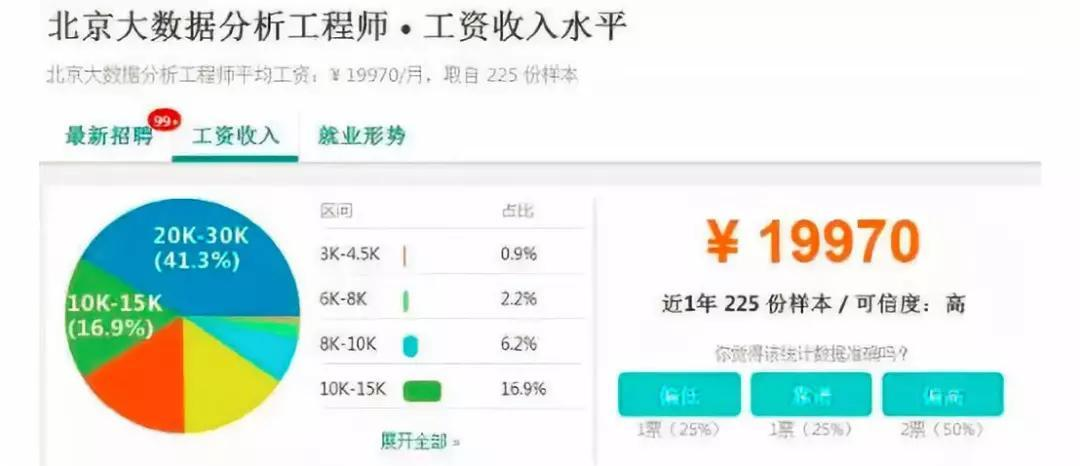 北京大数据分析工程师 • 工资收入水平
北京大数据分析工程师平均工资：¥ 19970/月，取自 225 份样本
最新招聘 99+ 工资收入 就业形势
20K-30K
(41.3%)
10K-15K
(16.9%)
区间 占比
3K-4.5K 0.9%
6K-8K 2.2%
8K-10K 6.2%
10K-15K 16.9%
展开全部 »
¥ 19970
近1年 225 份样本 / 可信度：高
你觉得该统计数据准确吗？
偏低 靠谱 偏高
1票（25%） 1票（25%） 2票（50%）